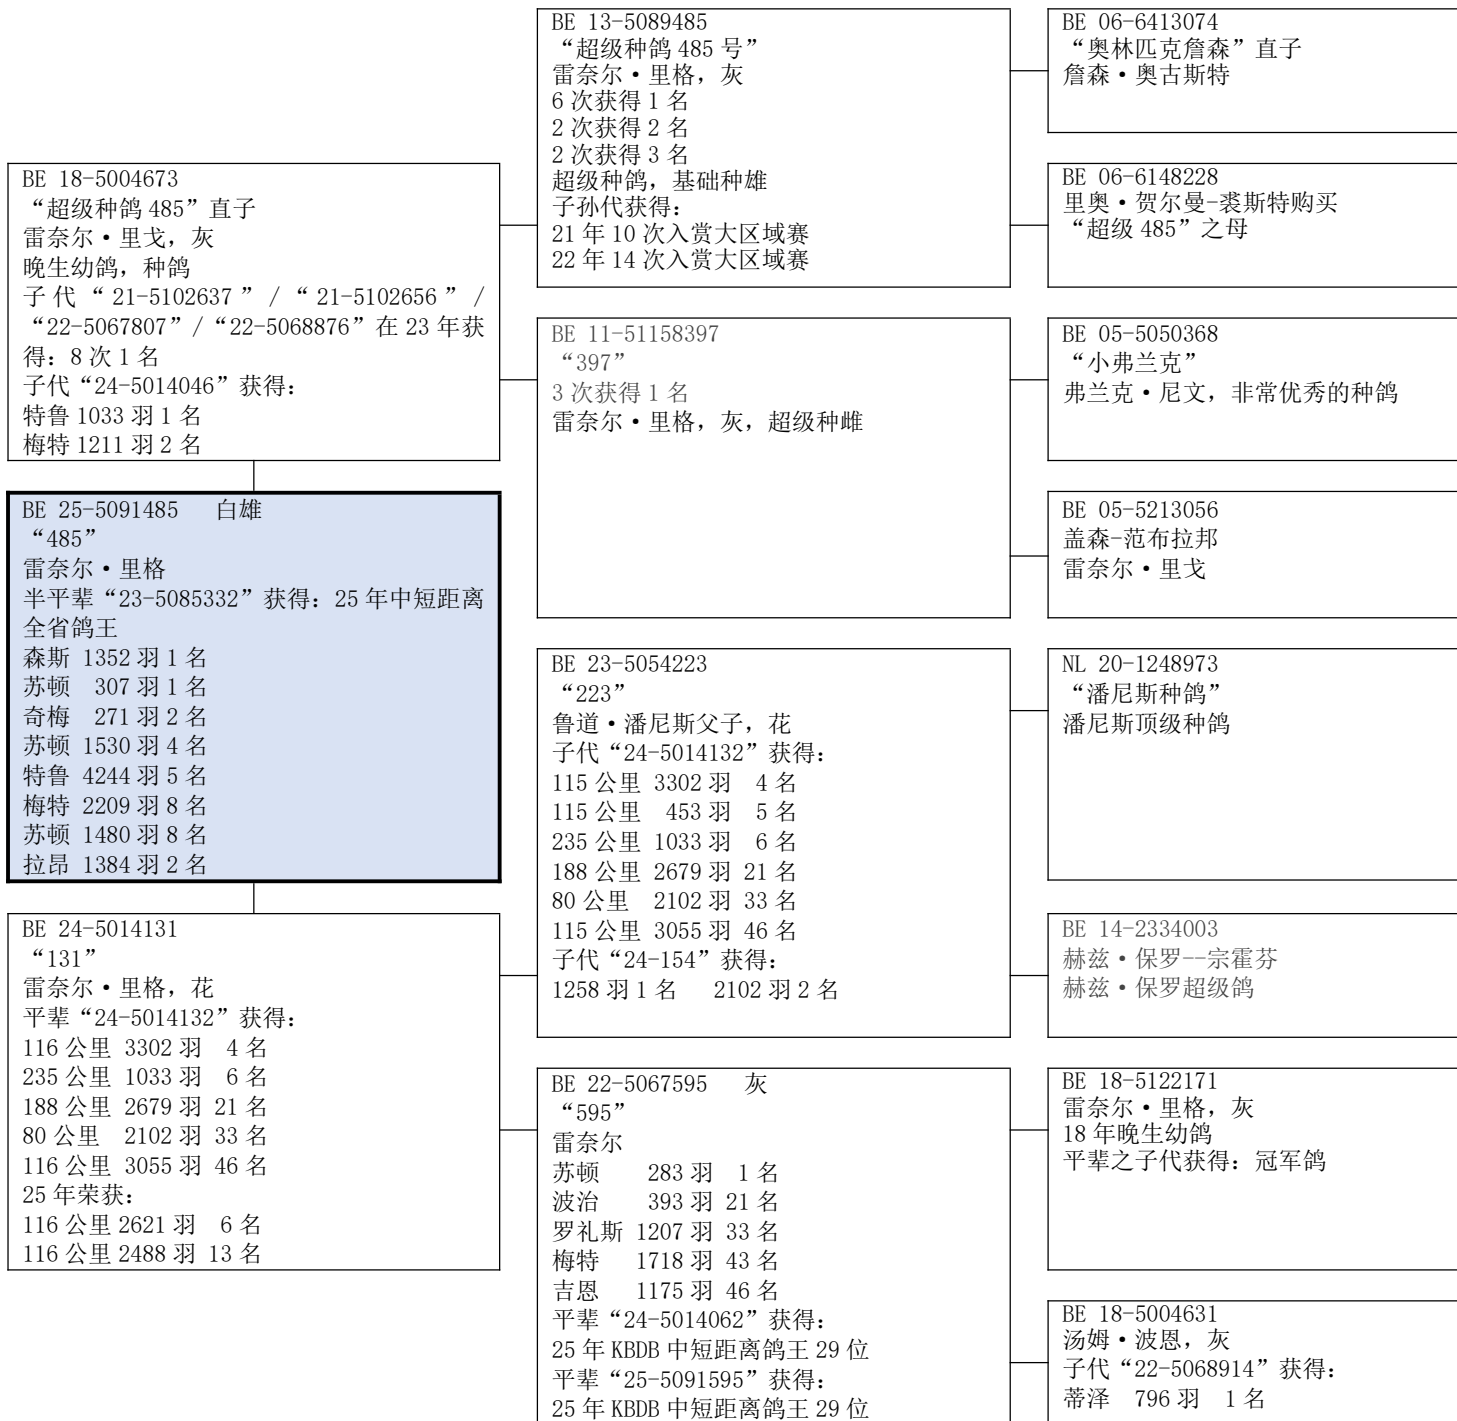 BE 18-5004673
“超级种鸽 485”直子
雷奈尔·里戈，灰
晚生幼鸽，种鸽
子代“21-5102637”/“21-5102656”/
“22-5067807”/“22-5068876”在 23 年获
得：8 次 1 名
子代“24-5014046”获得：
特鲁 1033 羽 1 名
梅特 1211 羽 2 名
BE 25-5091485 白雄
“485”
雷奈尔·里格
半平辈“23-5085332”获得：25 年中短距离
全省鸽王
森斯 1352 羽 1 名
苏顿 307 羽 1 名
奇梅 271 羽 2 名
苏顿 1530 羽 4 名
特鲁 4244 羽 5 名
梅特 2209 羽 8 名
苏顿 1480 羽 8 名
拉昂 1384 羽 2 名
BE 24-5014131
“131”
雷奈尔·里格，花
平辈“24-5014132”获得：
116 公里 3302 羽 4 名
235 公里 1033 羽 6 名
188 公里 2679 羽 21 名
80 公里 2102 羽 33 名
116 公里 3055 羽 46 名
25 年荣获：
116 公里 2621 羽 6 名
116 公里 2488 羽 13 名
BE 13-5089485
“超级种鸽 485 号”
雷奈尔·里格，灰
6 次获得 1 名
2 次获得 2 名
2 次获得 3 名
超级种鸽，基础种雄
子孙代获得：
21 年 10 次入赏大区域赛
22 年 14 次入赏大区域赛
BE 11-51158397
“397”
3 次获得 1 名
雷奈尔·里格，灰，超级种雌
BE 23-5054223
“223”
鲁道·潘尼斯父子，花
子代“24-5014132”获得：
115 公里 3302 羽 4 名
115 公里 453 羽 5 名
235 公里 1033 羽 6 名
188 公里 2679 羽 21 名
80 公里 2102 羽 33 名
115 公里 3055 羽 46 名
子代“24-154”获得：
1258 羽 1 名 2102 羽 2 名
BE 22-5067595 灰
“595”
雷奈尔
苏顿 283 羽 1 名
波治 393 羽 21 名
罗礼斯 1207 羽 33 名
梅特 1718 羽 43 名
吉恩 1175 羽 46 名
平辈“24-5014062”获得：
25 年 KBDB 中短距离鸽王 29 位
平辈“25-5091595”获得：
25 年 KBDB 中短距离鸽王 29 位
BE 06-6413074
“奥林匹克詹森”直子
詹森·奥古斯特
BE 06-6148228
里奥·贺尔曼-裘斯特购买
“超级 485”之母
BE 05-5050368
“小弗兰克”
弗兰克·尼文，非常优秀的种鸽
BE 05-5213056
盖森-范布拉邦
雷奈尔·里戈
NL 20-1248973
“潘尼斯种鸽”
潘尼斯顶级种鸽
BE 14-2334003
赫兹·保罗--宗霍芬
赫兹·保罗超级鸽
BE 18-5122171
雷奈尔·里格，灰
18 年晚生幼鸽
平辈之子代获得：冠军鸽
BE 18-5004631
汤姆·波恩，灰
子代“22-5068914”获得：
蒂泽 796 羽 1 名